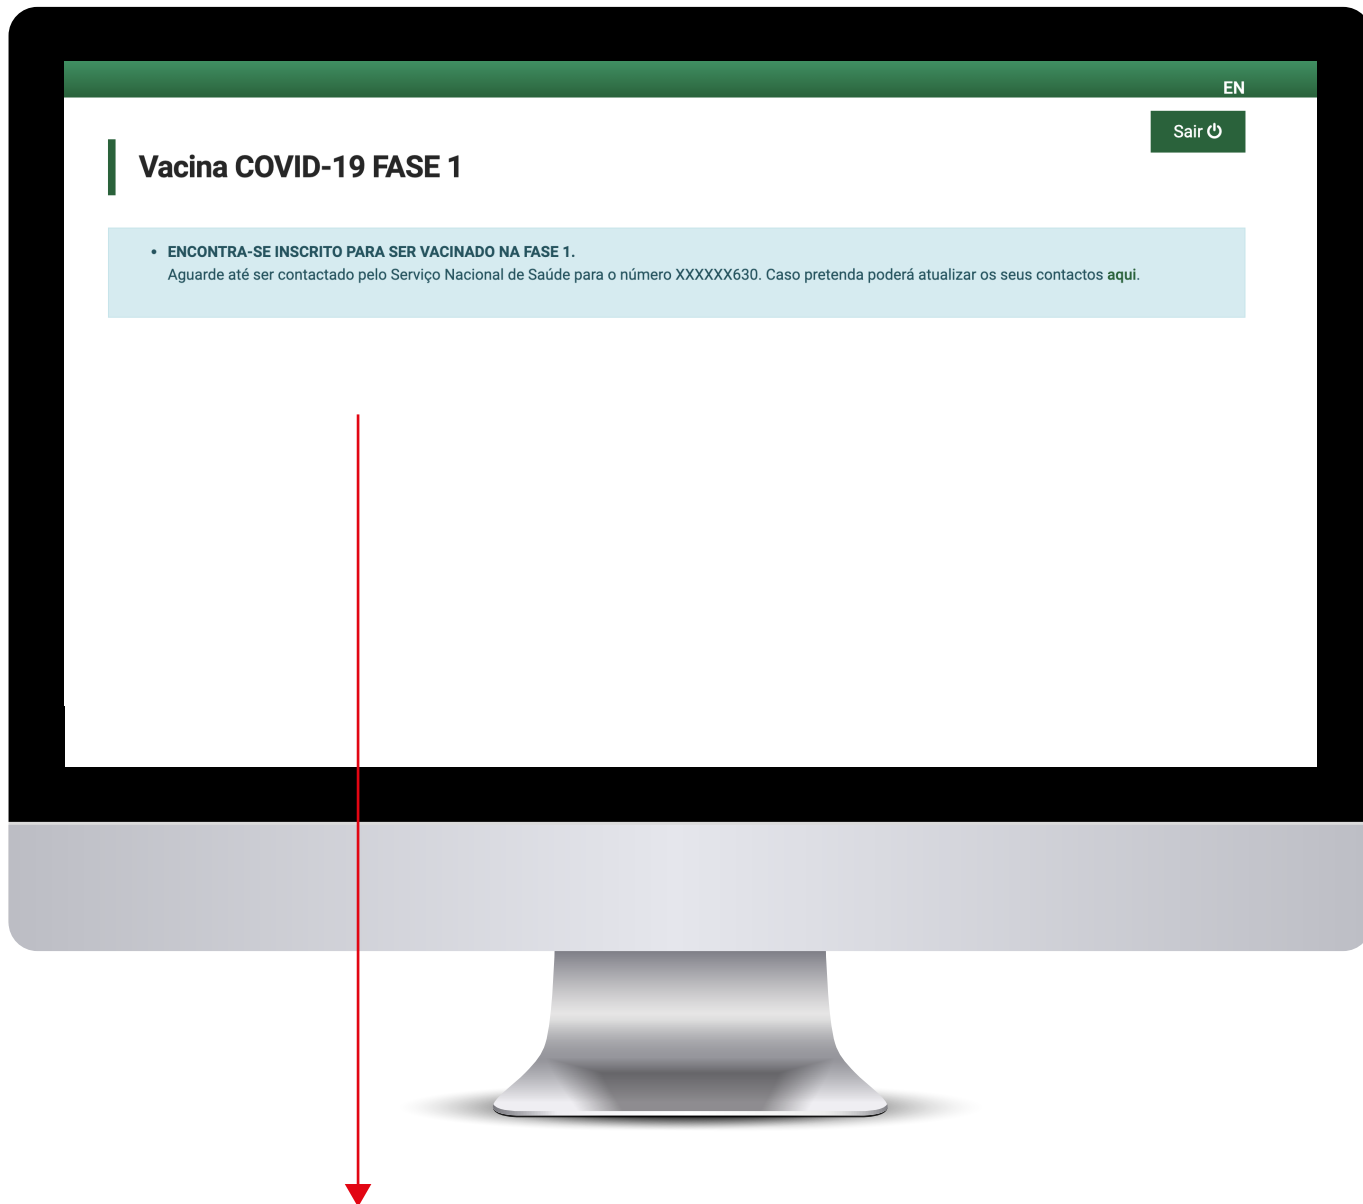 EN
Sair
Vacina COVID-19 FASE 1
• ENCONTRA-SE INSCRITO PARA SER VACINADO NA FASE 1.
Aguarde até ser contactado pelo Serviço Nacional de Saúde para o número XXXXXX630. Caso pretenda poderá atualizar os seus contactos aqui.